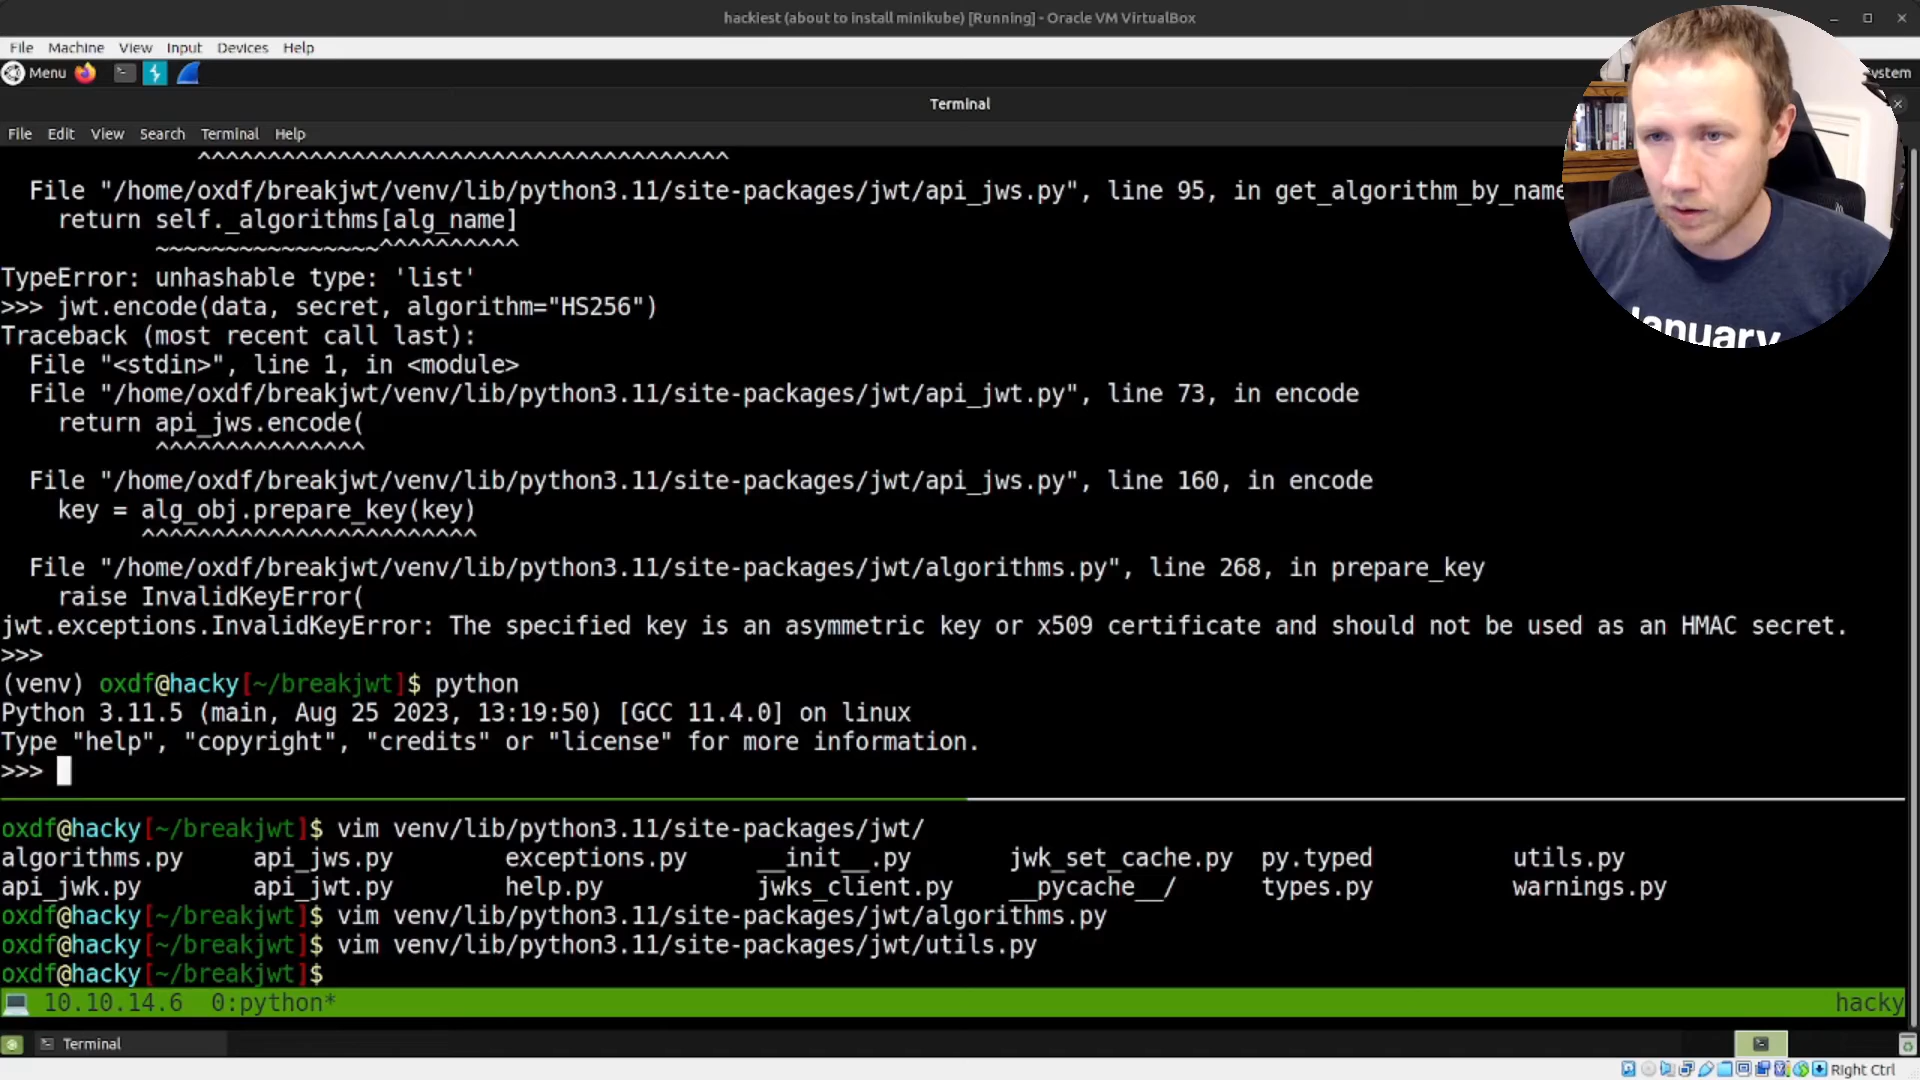 hackiest (about to install minikube) [Running] - Oracle VM VirtualBox
File Machine View Input Devices Help
Menu
Terminal
File Edit View Search Terminal Help
^^^^^^^^^^^^^^^^^^^^^^^^^^^^^^^^^^^^^^
File "/home/oxdf/breakjwt/venv/lib/python3.11/site-packages/jwt/api_jws.py", line 95, in get_algorithm_by_name
return self._algorithms[alg_name]
~~~~~~~~~~~~~~~~^^^^^^^^^^
TypeError: unhashable type: 'list'
>>> jwt.encode(data, secret, algorithm="HS256")
Traceback (most recent call last):
File "<stdin>", line 1, in <module>
File "/home/oxdf/breakjwt/venv/lib/python3.11/site-packages/jwt/api_jwt.py", line 73, in encode
return api_jws.encode(
^^^^^^^^^^^^^^^
File "/home/oxdf/breakjwt/venv/lib/python3.11/site-packages/jwt/api_jws.py", line 160, in encode
key = alg_obj.prepare_key(key)
^^^^^^^^^^^^^^^^^^^^^^^^
File "/home/oxdf/breakjwt/venv/lib/python3.11/site-packages/jwt/algorithms.py", line 268, in prepare_key
raise InvalidKeyError(
jwt.exceptions.InvalidKeyError: The specified key is an asymmetric key or x509 certificate and should not be used as an HMAC secret.
>>>
(venv) oxdf@hacky[~/breakjwt]$ python
Python 3.11.5 (main, Aug 25 2023, 13:19:50) [GCC 11.4.0] on linux
Type "help", "copyright", "credits" or "license" for more information.
>>>
oxdf@hacky[~/breakjwt]$ vim venv/lib/python3.11/site-packages/jwt/
algorithms.py api_jws.py exceptions.py __init__.py jwk_set_cache.py py.typed utils.py
api_jwk.py api_jwt.py help.py jwks_client.py __pycache__/ types.py warnings.py
oxdf@hacky[~/breakjwt]$ vim venv/lib/python3.11/site-packages/jwt/algorithms.py
oxdf@hacky[~/breakjwt]$ vim venv/lib/python3.11/site-packages/jwt/utils.py
oxdf@hacky[~/breakjwt]$
10.10.14.6 0:python* hacky
Terminal
Right Ctrl